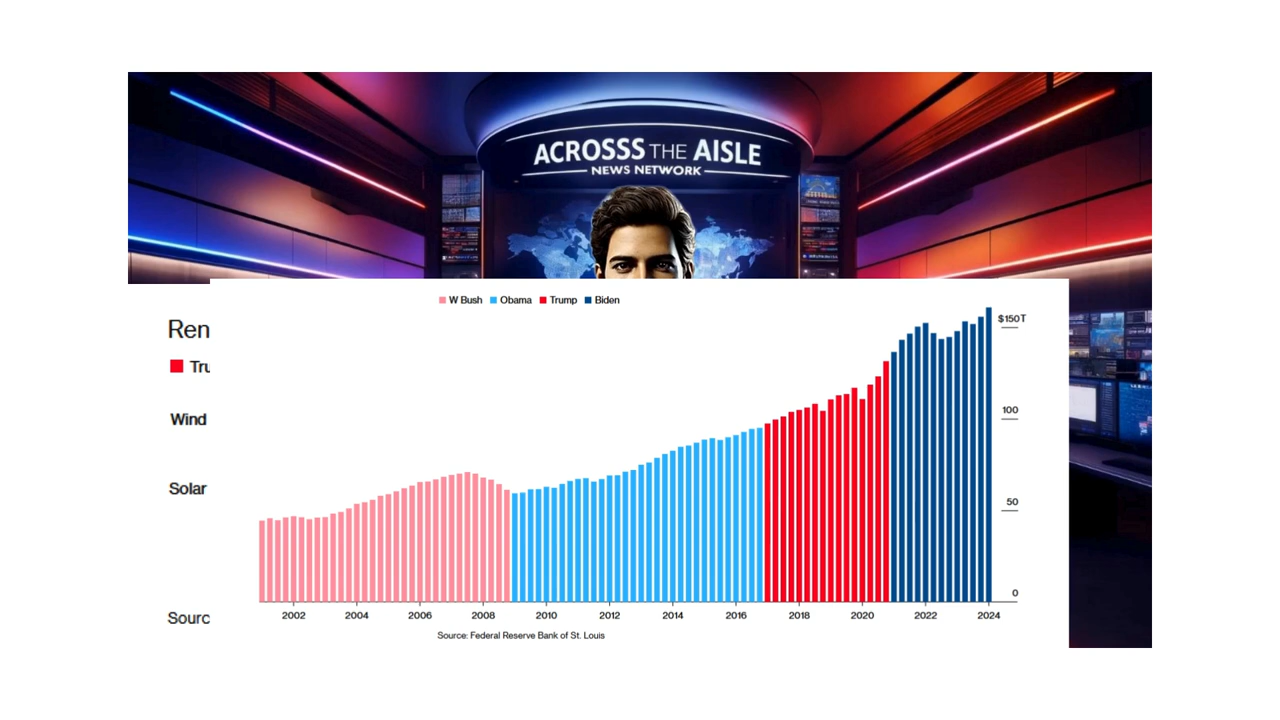 ACROSSS THE AISLE
NEWS NETWORK
W Bush Obama Trump Biden
Ren
Tru
Wind
Solar
Sourc
$150T
100
50
0
2002 2004 2006 2008 2010 2012 2014 2016 2018 2020 2022 2024
Source: Federal Reserve Bank of St. Louis